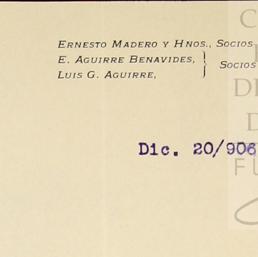 ERNESTO MADERO Y HNOS., SOCIOS
E. AGUIRRE BENAVIDES,
LUIS G. AGUIRRE,
} SOCIOS
Dic. 20/906